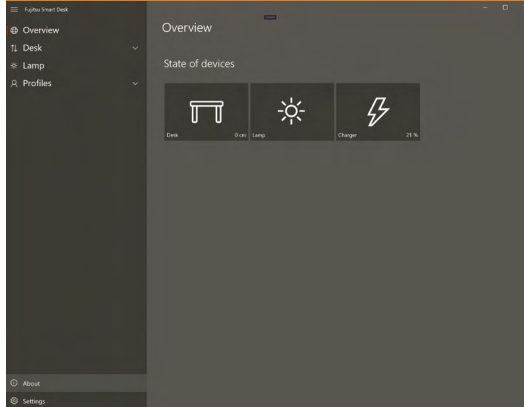 Fujitsu Smart Desk
Overview
Desk
Lamp
Profiles
About
Settings
Overview
State of devices
Desk 0 cm
Lamp
Charger 21 %